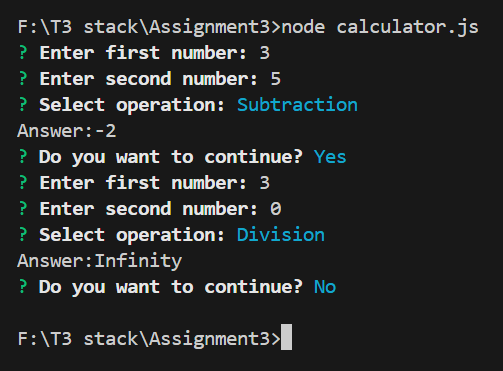 F:\T3 stack\Assignment3>node calculator.js
? Enter first number: 3
? Enter second number: 5
? Select operation: Subtraction
Answer:-2
? Do you want to continue? Yes
? Enter first number: 3
? Enter second number: 0
? Select operation: Division
Answer:Infinity
? Do you want to continue? No
F:\T3 stack\Assignment3>